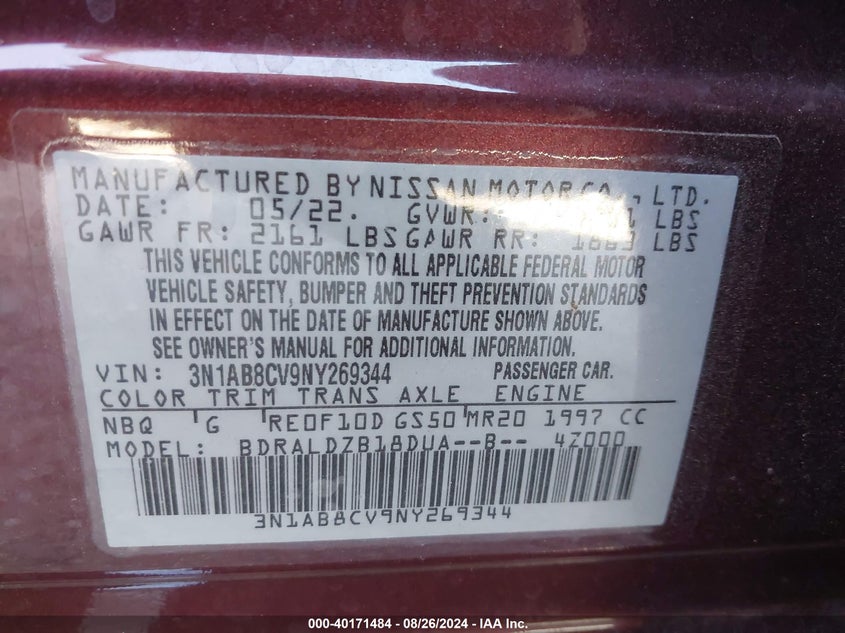 MANUFACTURED BY NISSAN MOTOR CO., LTD.
DATE: 05/22. GVWR: LBS
GAWR FR: 2161 LBS GAWR RR: LBS
THIS VEHICLE CONFORMS TO ALL APPLICABLE FEDERAL MOTOR
VEHICLE SAFETY, BUMPER AND THEFT PREVENTION STANDARDS
IN EFFECT ON THE DATE OF MANUFACTURE SHOWN ABOVE.
SEE OWNER'S MANUAL FOR ADDITIONAL INFORMATION.
VIN: 3N1AB8CV9NY269344 PASSENGER CAR.
COLOR TRIM TRANS AXLE ENGINE
NBQ G RE0F10D GS50 MR20 1997 CC
MODEL: BDRALDZB18DUA--B-- 4Z000
3N1AB8CV9NY269344
000-40171484 - 08/26/2024 - IAA Inc.